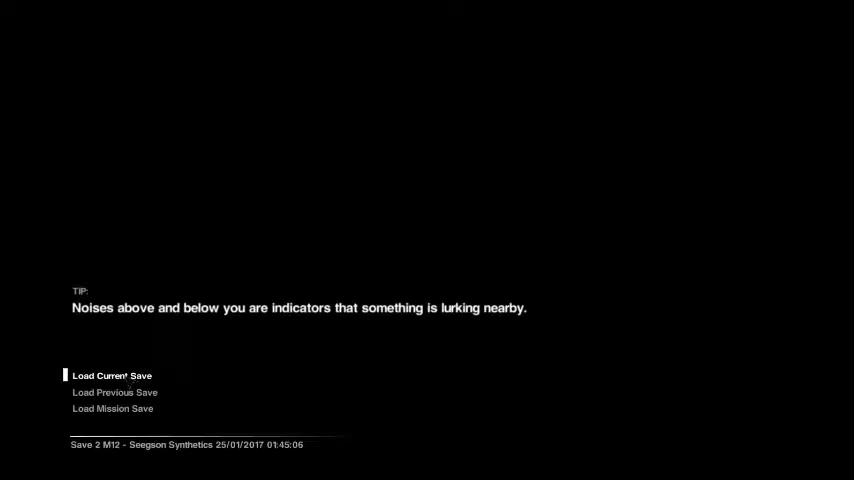 TIP:
Noises above and below you are indicators that something is lurking nearby.
Load Current Save
Load Previous Save
Load Mission Save
Save 2 M12 - Seegson Synthetics 25/01/2017 01:45:06